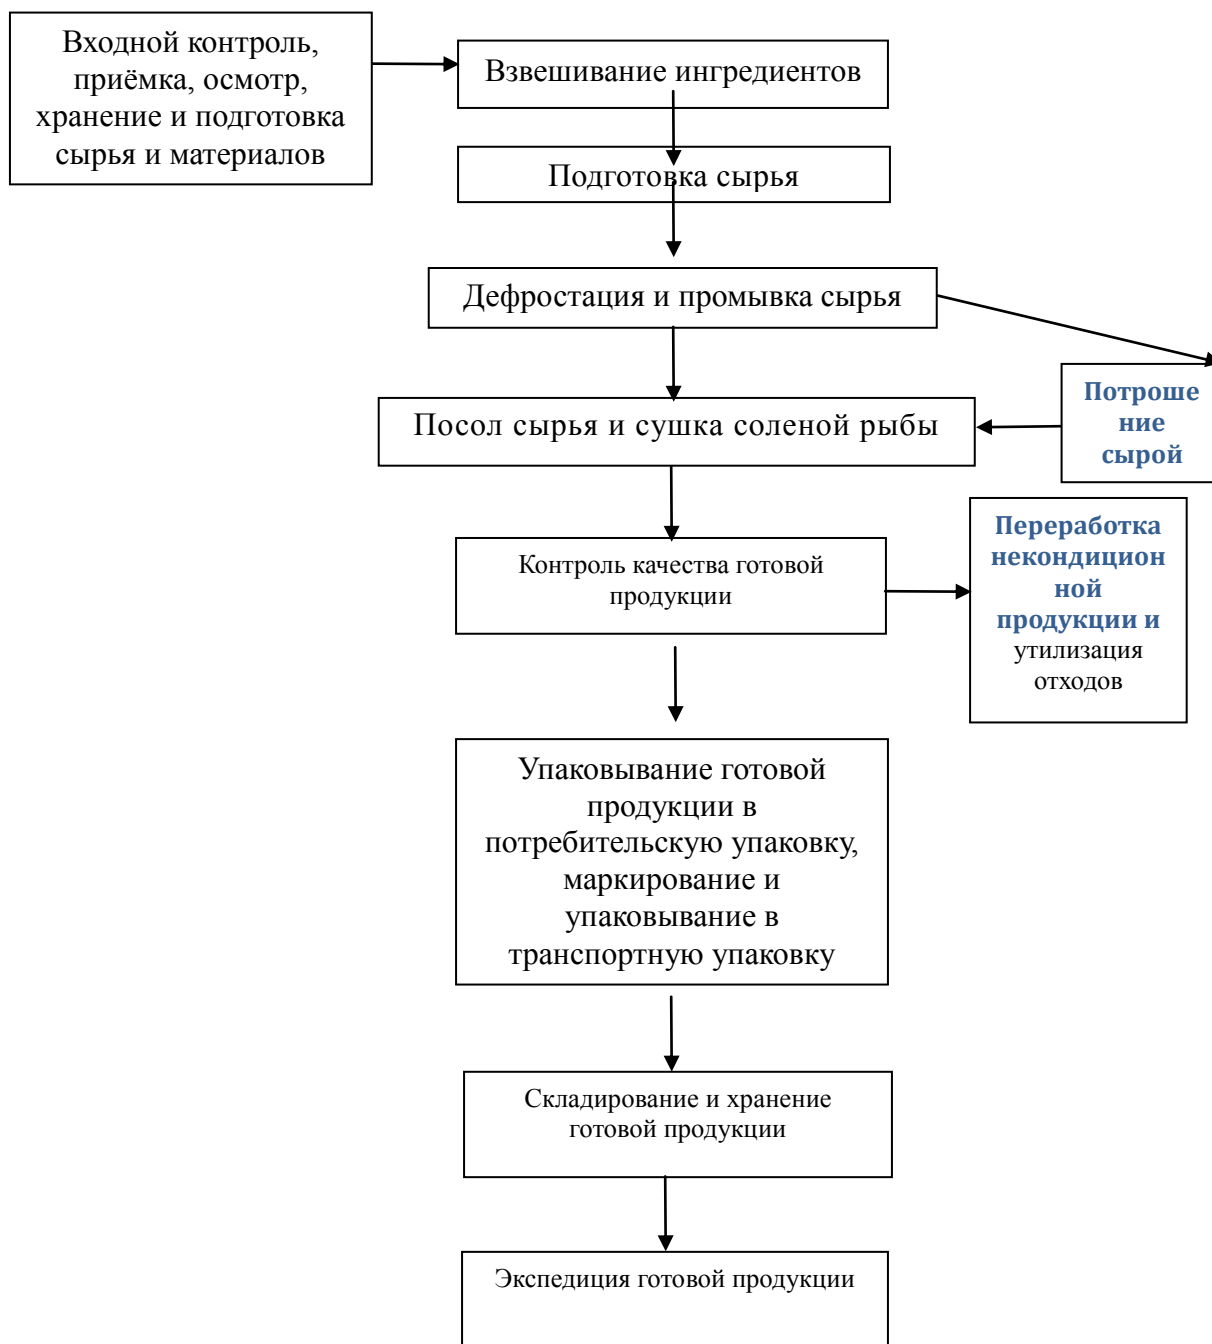 Входной контроль,
приёмка, осмотр,
хранение и подготовка
сырья и материалов
Взвешивание ингредиентов
Подготовка сырья
Дефростация и промывка сырья
Посол сырья и сушка соленой рыбы
Потроше
ние
сырой
Контроль качества готовой
продукции
Переработка
некондицион
ной
продукции и
утилизация
отходов
Упаковывание готовой
продукции в
потребительскую упаковку,
маркирование и
упаковывание в
транспортную упаковку
Складирование и хранение
готовой продукции
Экспедиция готовой продукции